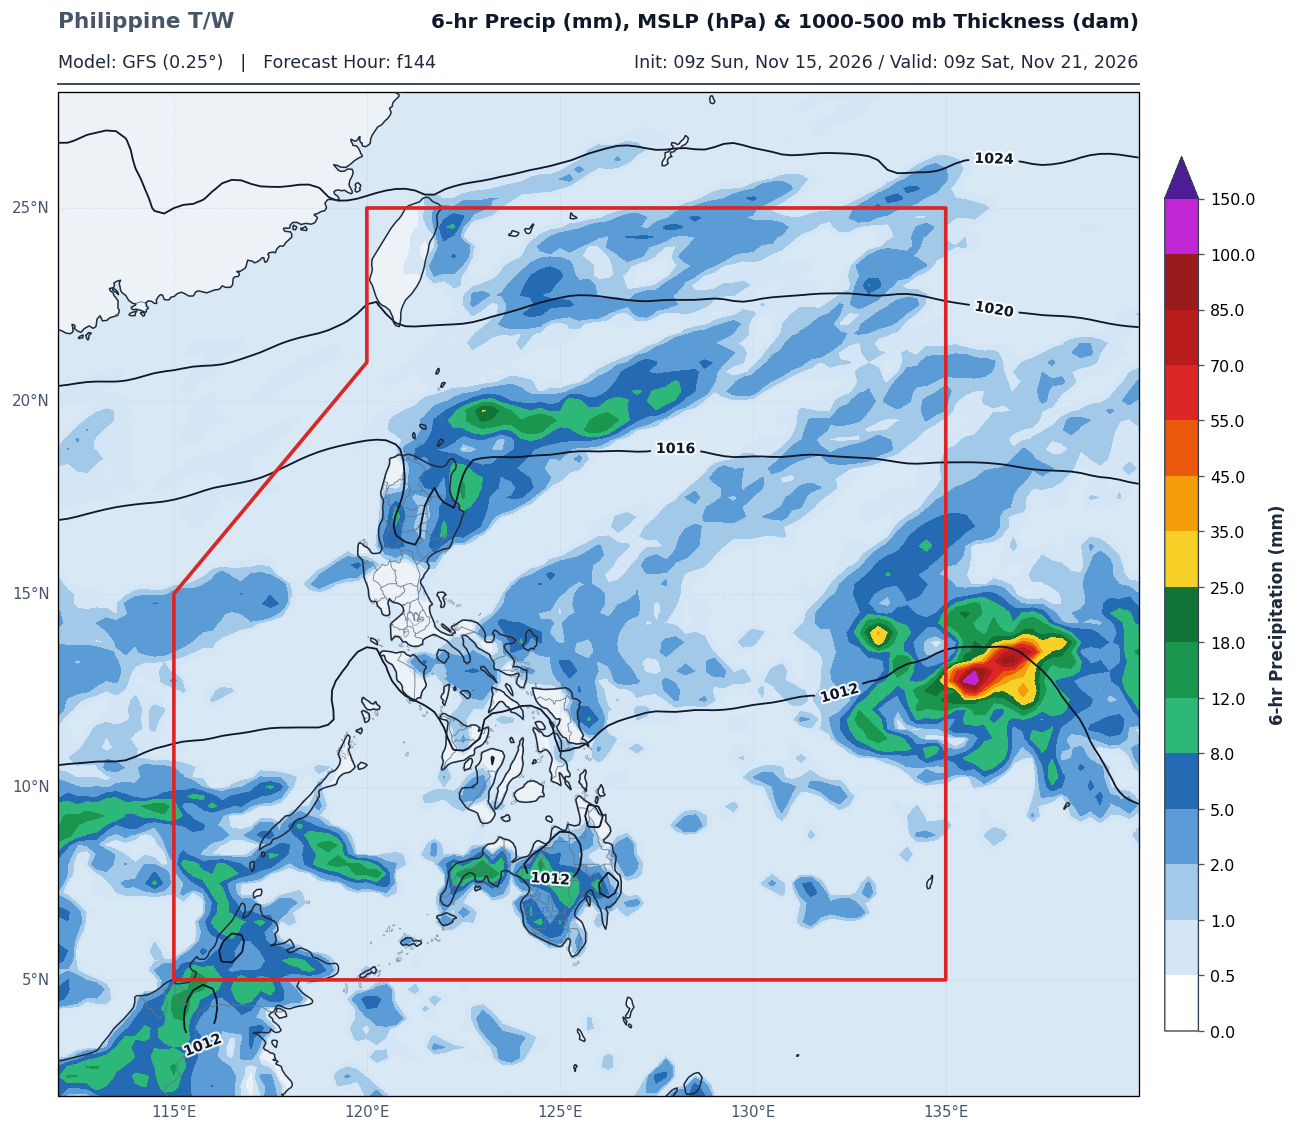 Philippine T/W
6-hr Precip (mm), MSLP (hPa) & 1000-500 mb Thickness (dam)
Model: GFS (0.25°) | Forecast Hour: f144
Init: 09z Sun, Nov 15, 2026 / Valid: 09z Sat, Nov 21, 2026
1024
1020
1016
1012
1012
1012
25°N
20°N
15°N
10°N
5°N
115°E
120°E
125°E
130°E
135°E
150.0
100.0
85.0
70.0
55.0
45.0
35.0
25.0
18.0
12.0
8.0
5.0
2.0
1.0
0.5
0.0
6-hr Precipitation (mm)